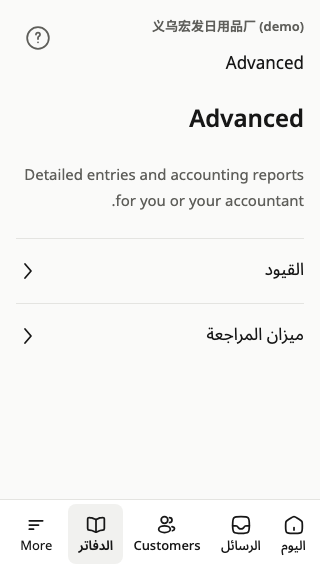 义乌宏发日用品厂 (demo)
Advanced
Advanced
Detailed entries and accounting reports
for you or your accountant.
القيود
ميزان المراجعة
اليوم
الرسائل
Customers
الدفاتر
More